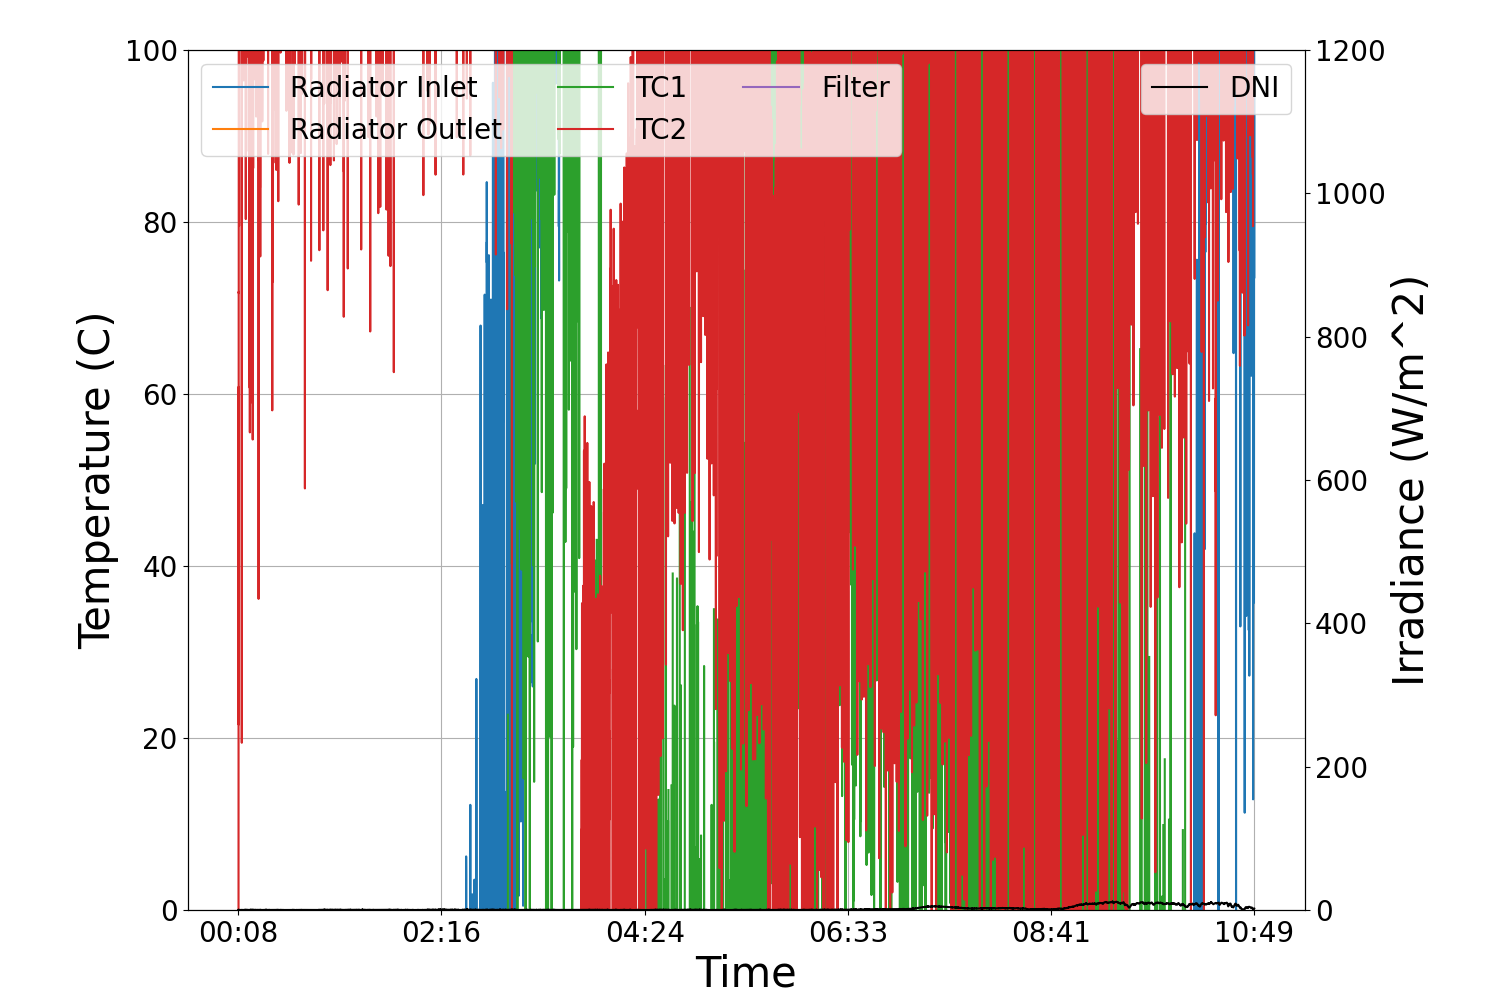 Radiator Inlet
Radiator Outlet
TC1
TC2
Filter
DNI
100
80
60
40
20
0
Temperature (C)
1200
1000
800
600
400
200
0
Irradiance (W/m^2)
00:08 02:16 04:24 06:33 08:41 10:49
Time